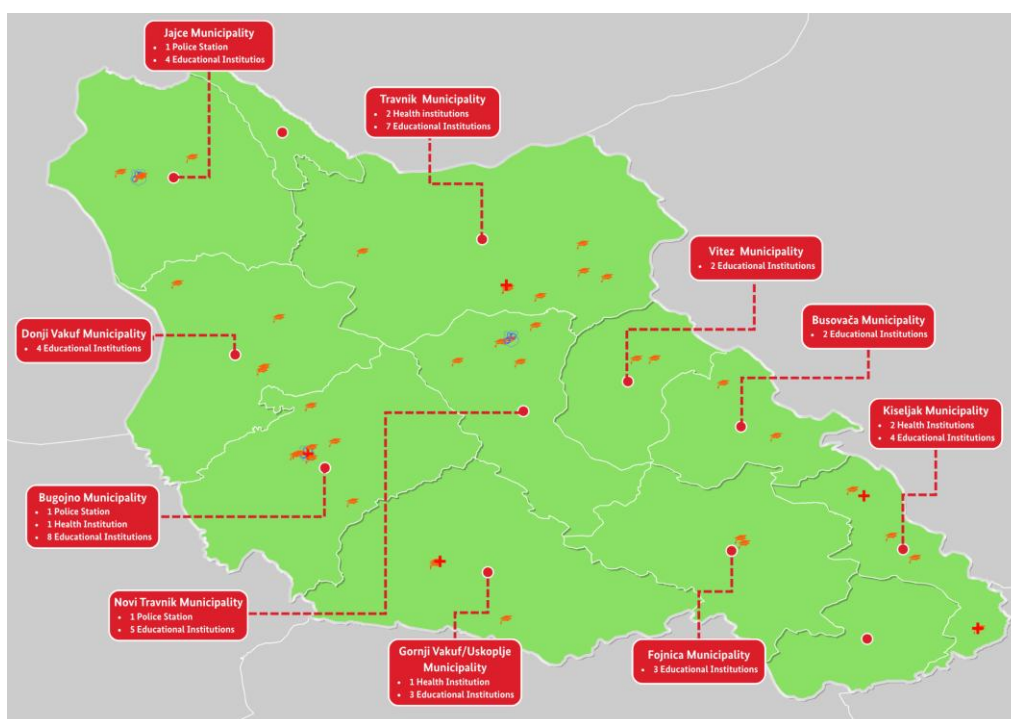 Jajce Municipality
• 1 Police Station
• 4 Educational Institutios
Travnik Municipality
• 2 Health institutions
• 7 Educational Institutions
Vitez Municipality
• 2 Educational Institutions
Busovača Municipality
• 2 Educational Institutions
Donji Vakuf Municipality
• 4 Educational Institutions
Kiseljak Municipality
• 2 Health Institutions
• 4 Educational Institutions
Bugojno Municipality
• 1 Police Station
• 1 Health Institution
• 8 Educational Institutions
Novi Travnik Municipality
• 1 Police Station
• 5 Educational Institutions
Gornji Vakuf/Uskoplje
Municipality
• 1 Health Institution
• 3 Educational Institutions
Fojnica Municipality
• 3 Educational Institutions